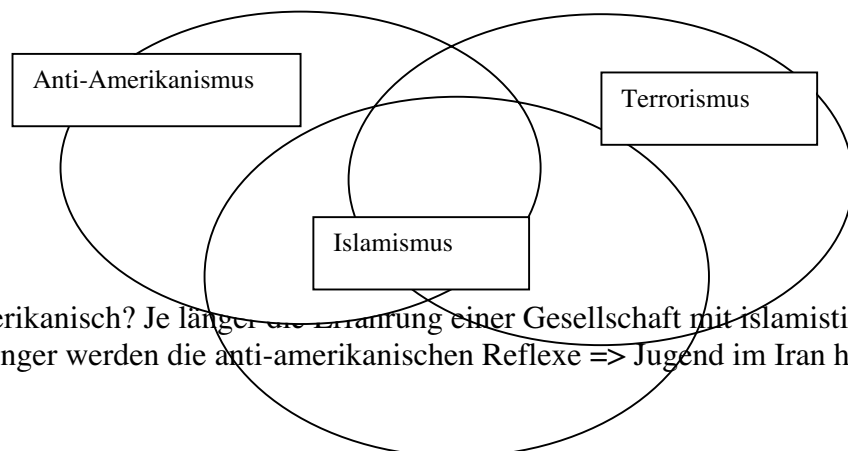 Anti-Amerikanismus
Terrorismus
Islamismus
erikanisch? Je länger die Erfahrung einer Gesellschaft mit islamisti
nger werden die anti-amerikanischen Reflexe => Jugend im Iran h